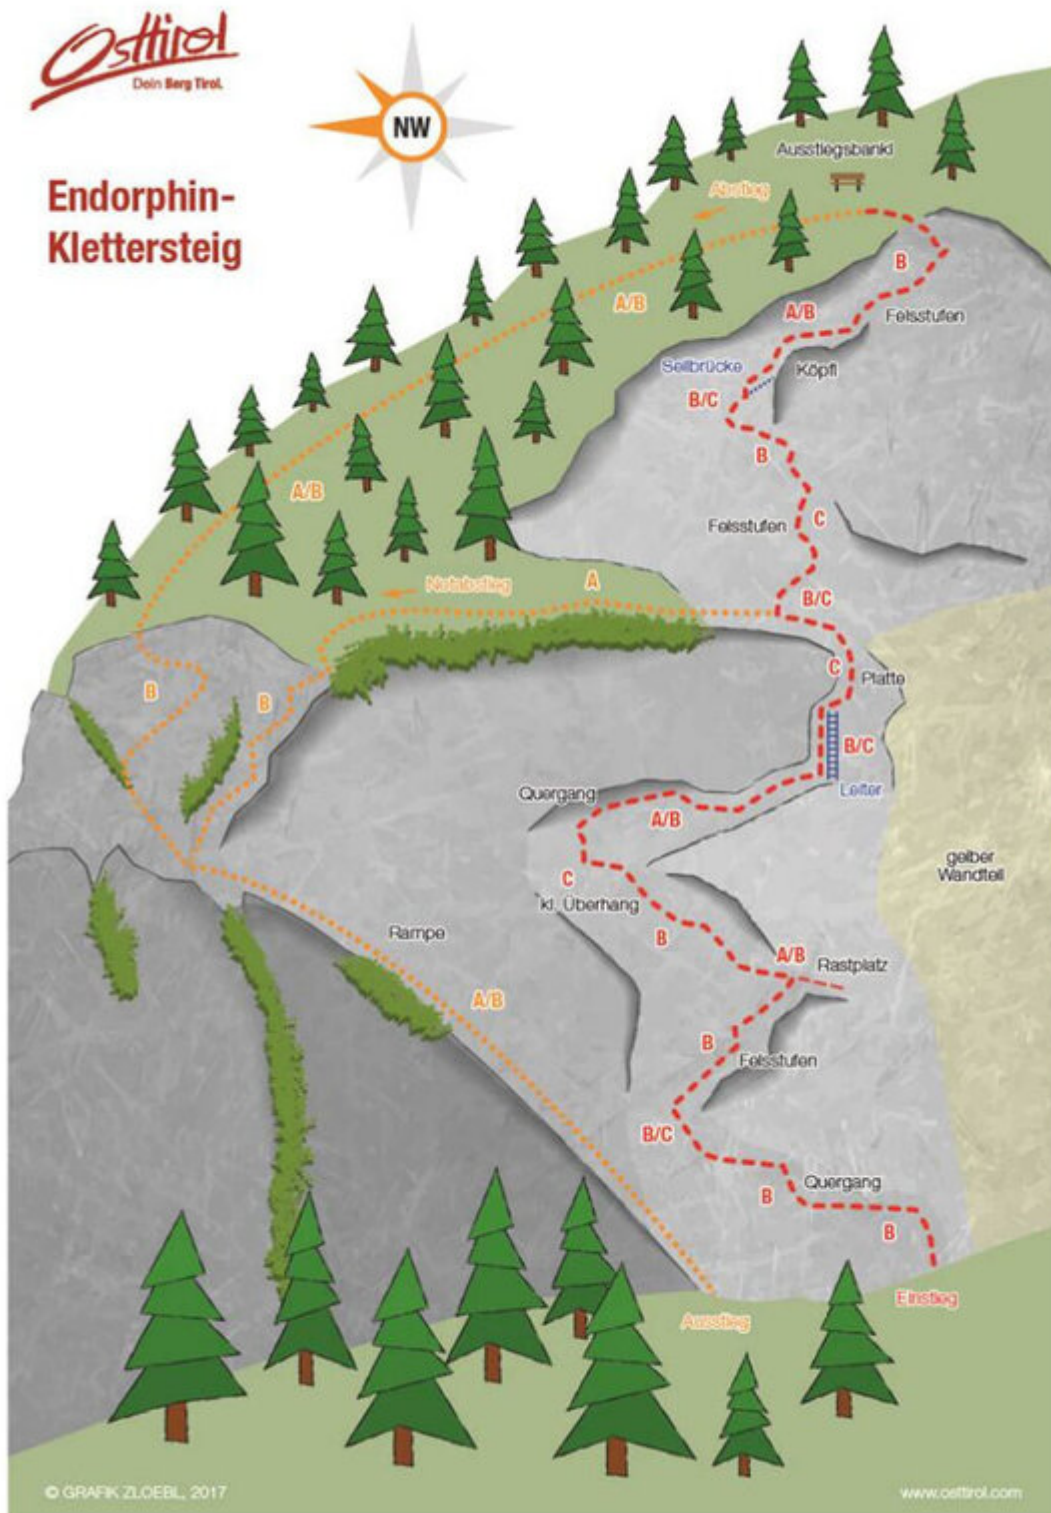 Osttirol
Dein Berg Tirol.
NW
Endorphin-
Klettersteig
Ausstiegsbankl
Abstieg
B
A/B
A/B
Felsstufen
Seilbrücke
Köpfl
B/C
B
A/B
Felsstufen
C
Notabstieg
A
B/C
B
B
C
Platte
B/C
Leiter
Quergang
A/B
gelber
Wandteil
C
kl. Überhang
Rampe
B
A/B
Rastplatz
A/B
B
Felsstufen
B/C
Quergang
B
B
Einstieg
Ausstieg
© GRAFIK ZLOEBL, 2017
www.osttirol.com